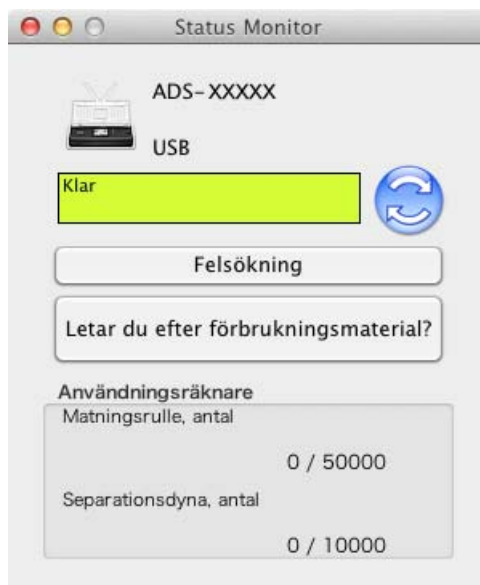 Status Monitor
ADS-XXXXX
USB
Klar
Felsökning
Letar du efter förbrukningsmaterial?
Användningsräknare
Matningsrulle, antal
0 / 50000
Separationsdyna, antal
0 / 10000